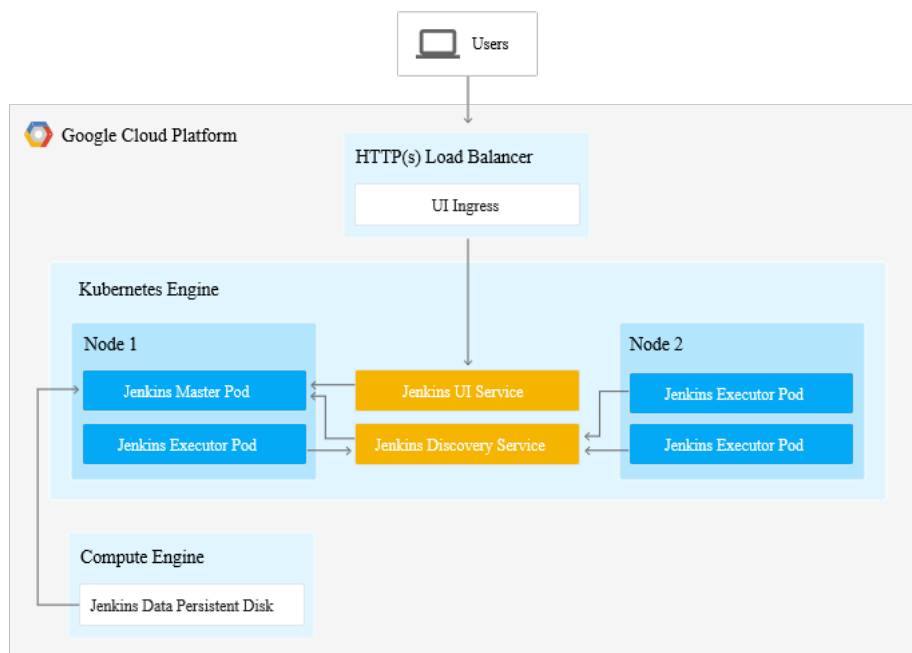 Users
Google Cloud Platform
HTTP(s) Load Balancer
UI Ingress
Kubernetes Engine
Node 1
Node 2
Jenkins Master Pod
Jenkins UI Service
Jenkins Executor Pod
Jenkins Executor Pod
Jenkins Discovery Service
Jenkins Executor Pod
Compute Engine
Jenkins Data Persistent Disk